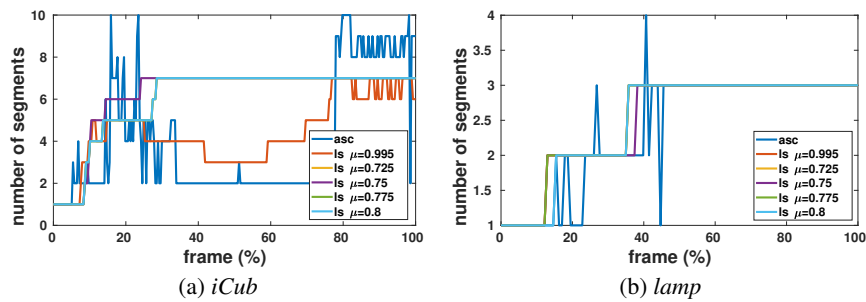 10
8
6
4
2
0
number of segments
0 20 40 60 80 100
frame (%)
asc
ls μ=0.995
ls μ=0.725
ls μ=0.75
ls μ=0.775
ls μ=0.8
(a) iCub
4
3.5
3
2.5
2
1.5
1
number of segments
0 20 40 60 80 100
frame (%)
asc
ls μ=0.995
ls μ=0.725
ls μ=0.75
ls μ=0.775
ls μ=0.8
(b) lamp